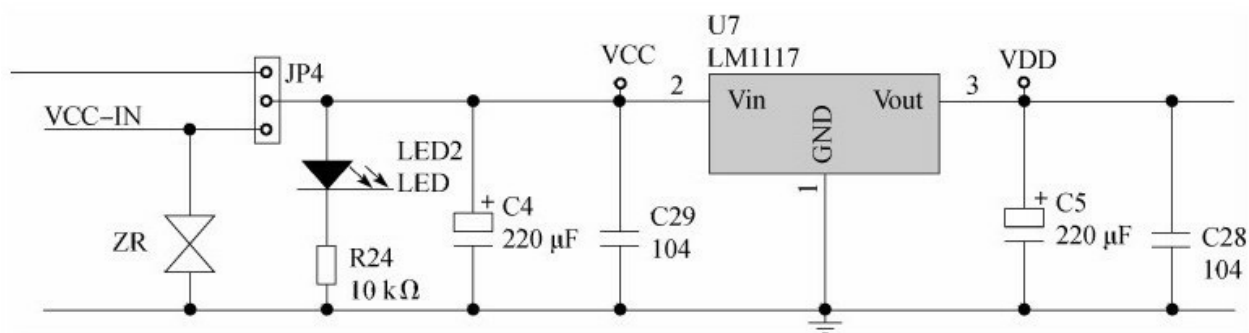 U7
LM1117
VCC
VDD
JP4
2
3
Vin
Vout
VCC-IN
GND
LED2
LED
1
C4
220 μF
C29
104
C5
220 μF
ZR
R24
10 kΩ
C28
104